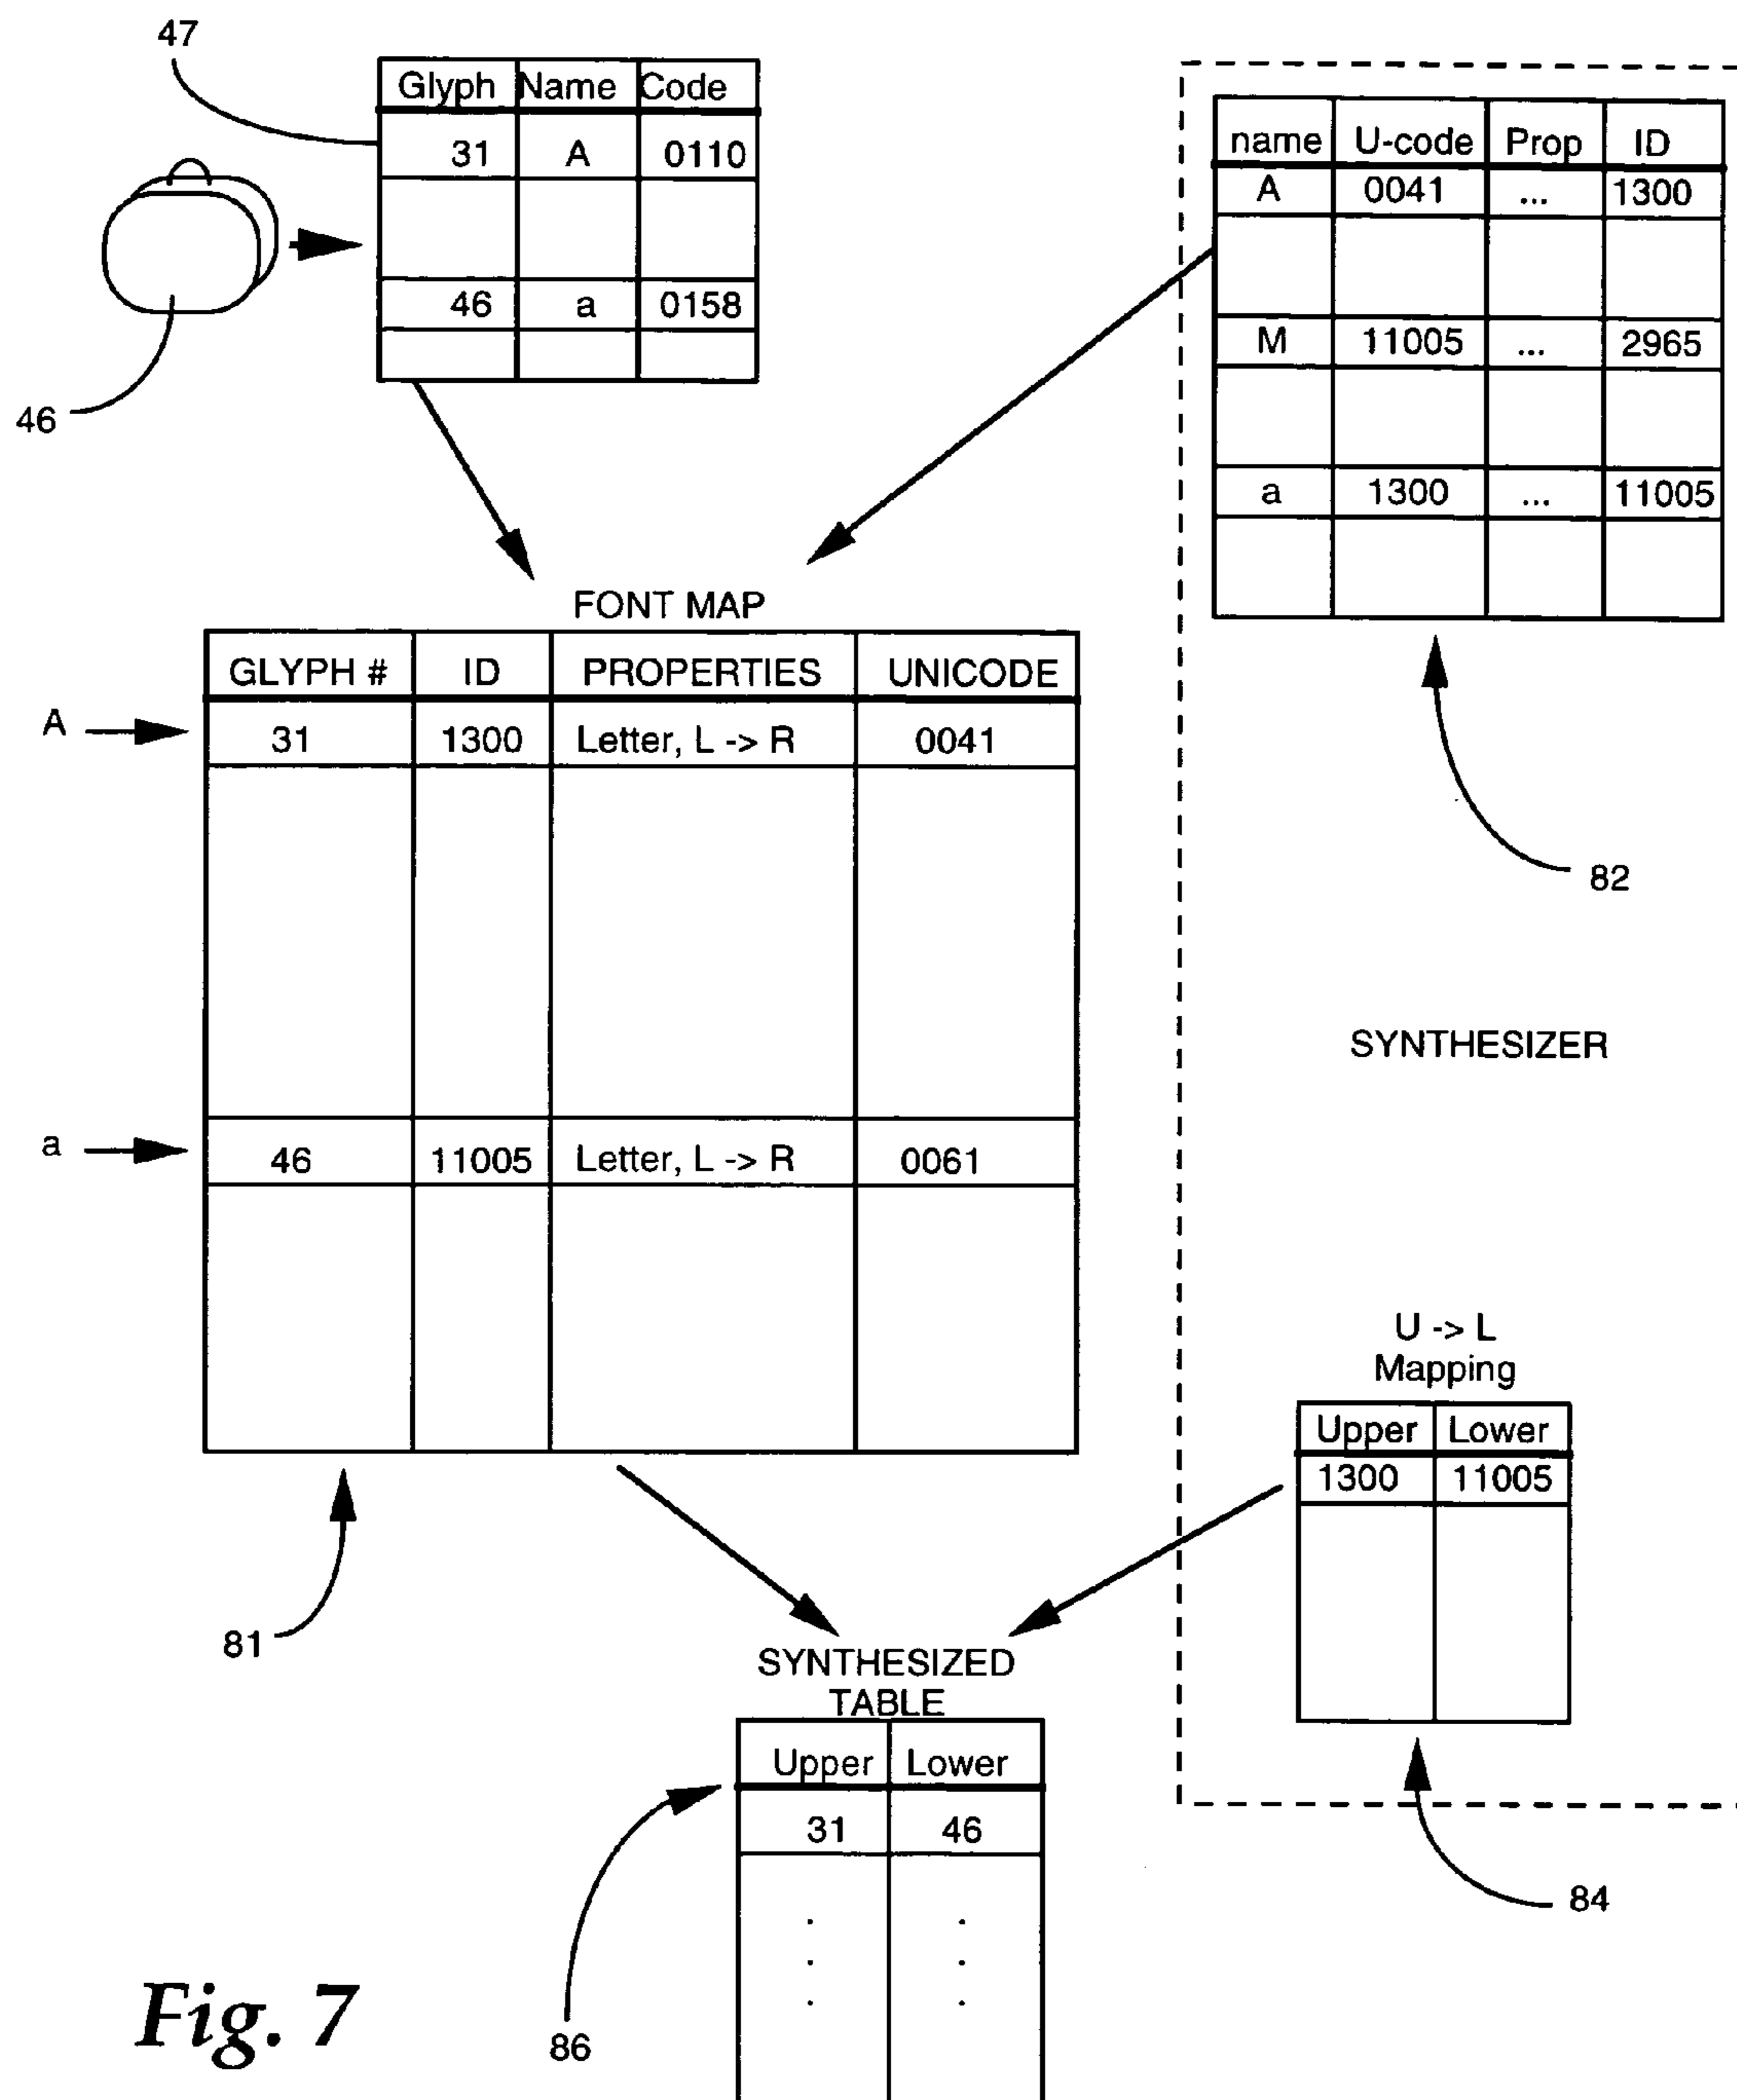 47
Glyph Name Code
31 A 0110
46 a 0158
46
name U-code Prop ID
A 0041 ... 1300
M 11005 ... 2965
a 1300 ... 11005
82
FONT MAP
GLYPH # ID PROPERTIES UNICODE
A 31 1300 Letter, L -> R 0041
a 46 11005 Letter, L -> R 0061
81
SYNTHESIZER
U -> L
Mapping
Upper Lower
1300 11005
84
SYNTHESIZED
TABLE
Upper Lower
31 46
. .
. .
. .
86
Fig. 7